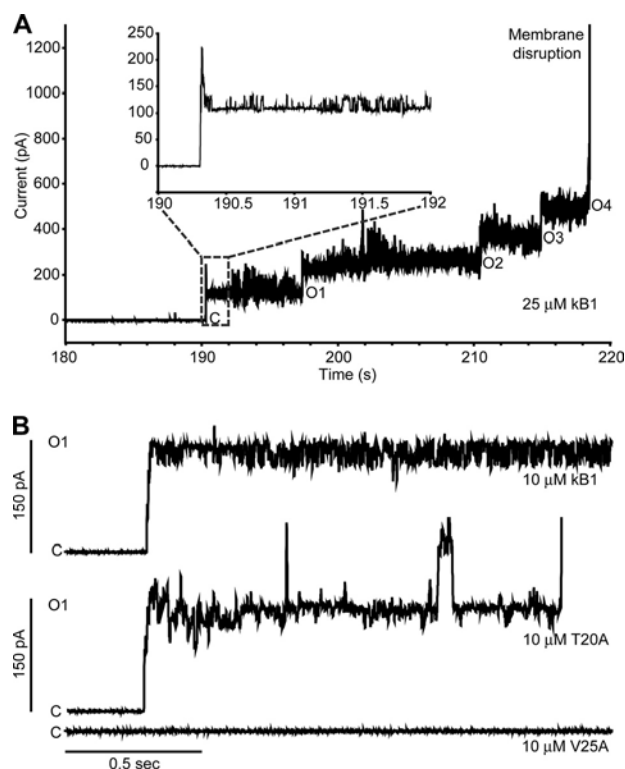 A
Membrane
disruption
1300
1000
800
600
400
200
0
Current (pA)
250
200
150
100
50
0
190 190.5 191 191.5 192
C
O1
O2
O3
O4
25 μM kB1
180 190 200 210 220
Time (s)
B
O1
150 pA
C
10 μM kB1
O1
150 pA
C
10 μM T20A
C
10 μM V25A
0.5 sec